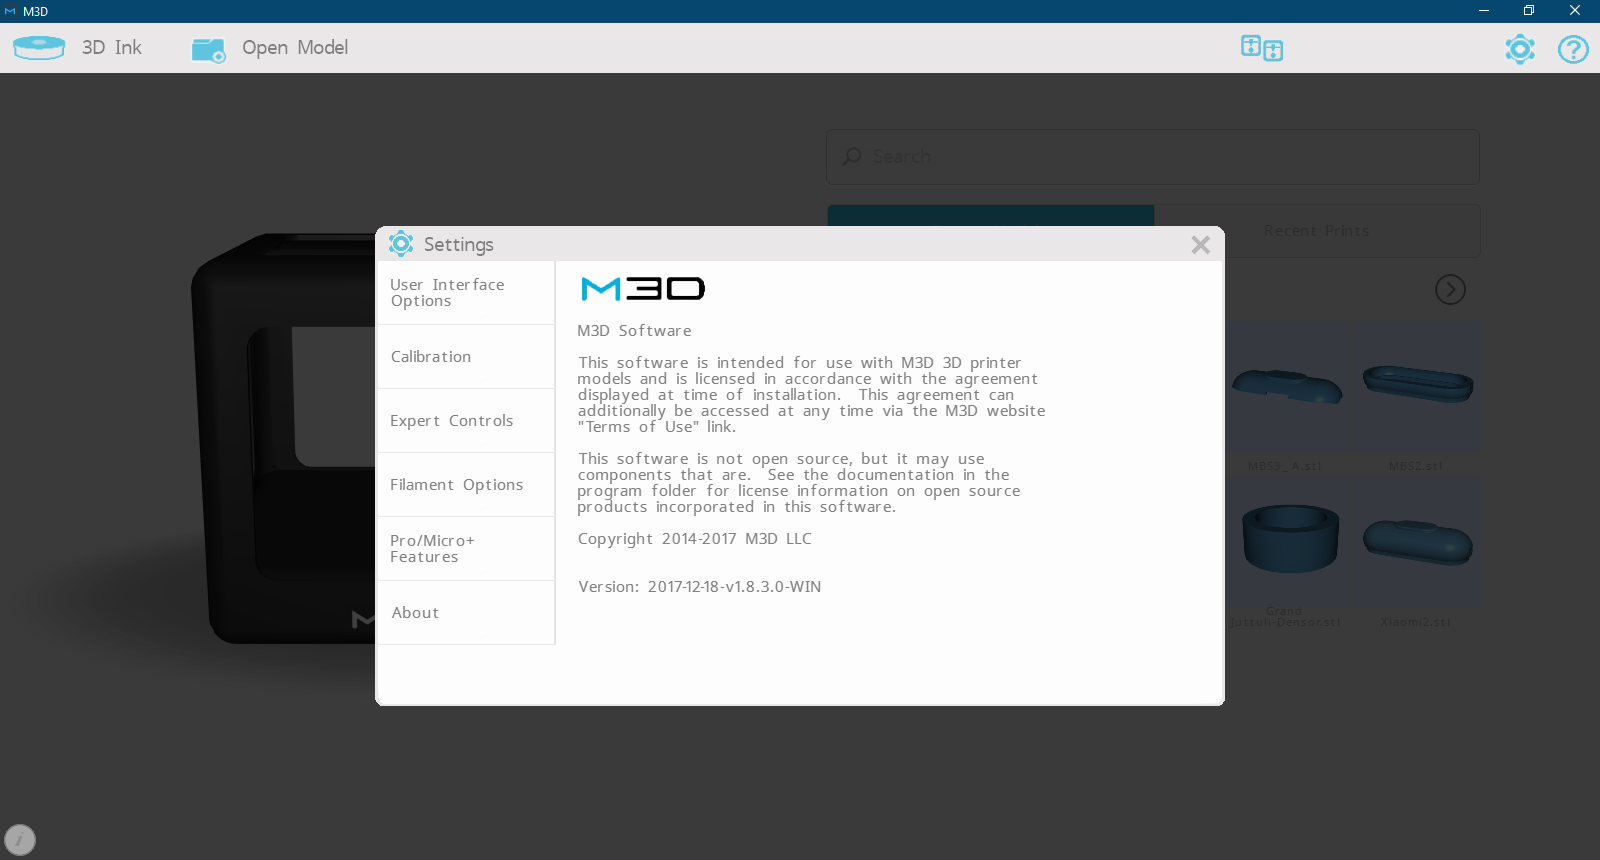 M3D
3D Ink
Open Model
Search
Recent Prints
Settings
User Interface
Options
Calibration
Expert Controls
Filament Options
Pro/Micro+
Features
About
M3D
M3D Software
This software is intended for use with M3D 3D printer
models and is licensed in accordance with the agreement
displayed at time of installation.  This agreement can
additionally be accessed at any time via the M3D website
"Terms of Use" link.
This software is not open source, but it may use
components that are.  See the documentation in the
program folder for license information on open source
products incorporated in this software.
Copyright 2014-2017 M3D LLC
Version: 2017-12-18-v1.8.3.0-WIN
MBS3_A.stl
MBS2.stl
Grand
Juttuli-Densor.stl
Xiaomi2.stl